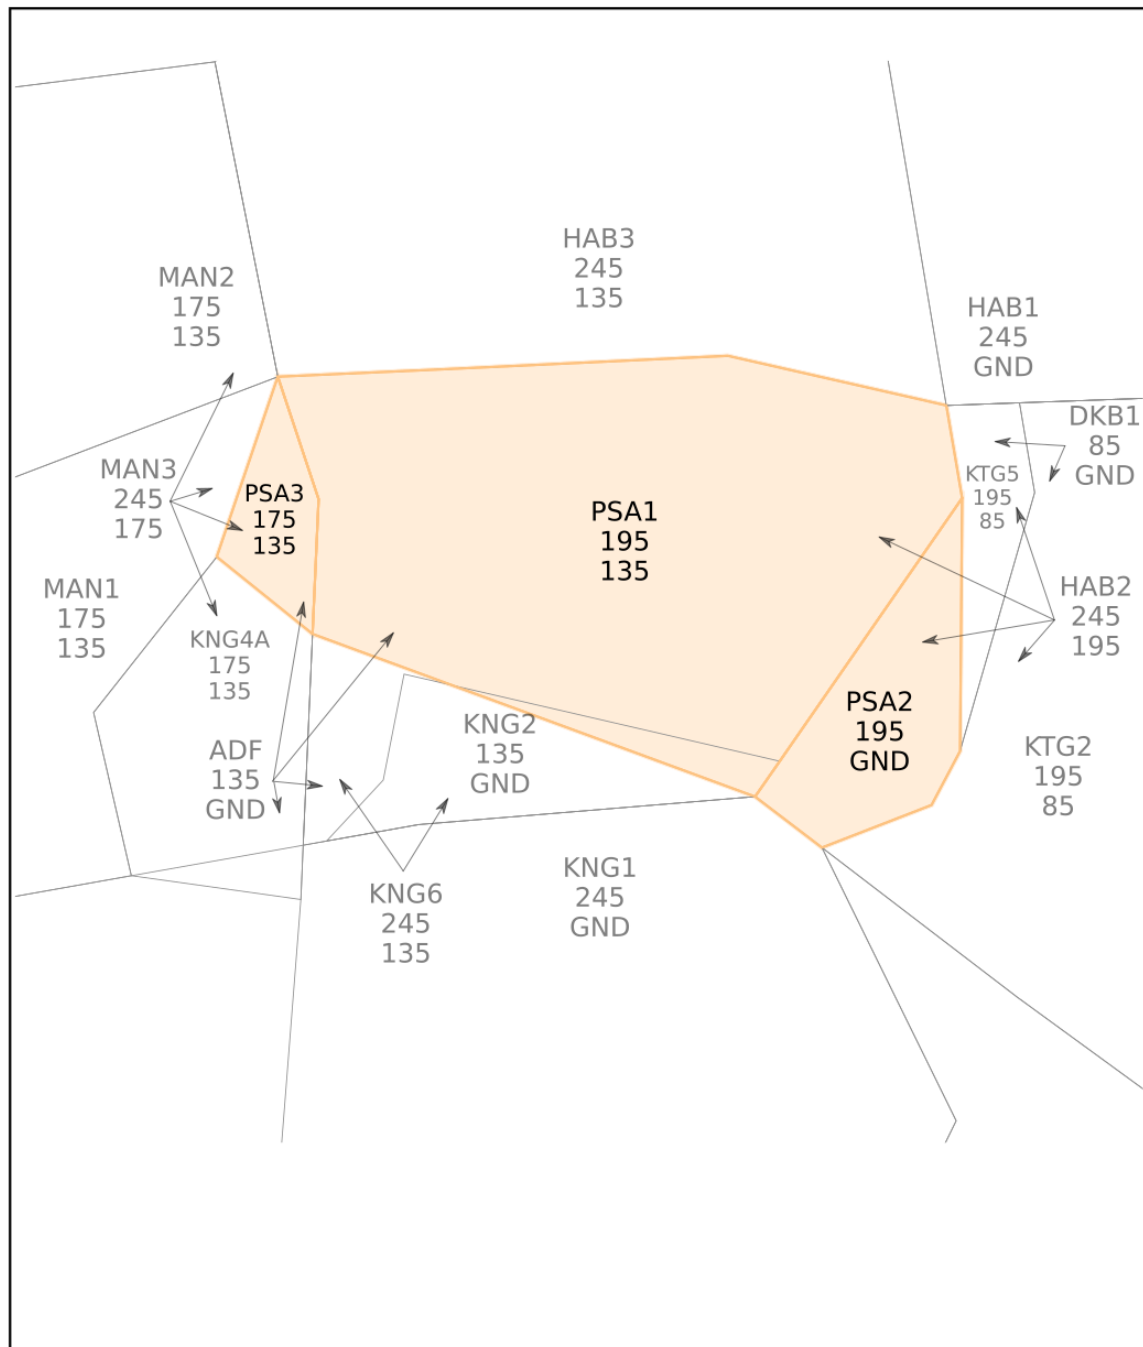 HAB3
245
135
MAN2
175
135
HAB1
245
GND
DKB1
85
GND
MAN3
245
175
PSA3
175
135
KTG5
195
85
PSA1
195
135
MAN1
175
135
HAB2
245
195
KNG4A
175
135
PSA2
195
GND
KNG2
135
GND
ADF
135
GND
KTG2
195
85
KNG1
245
GND
KNG6
245
135